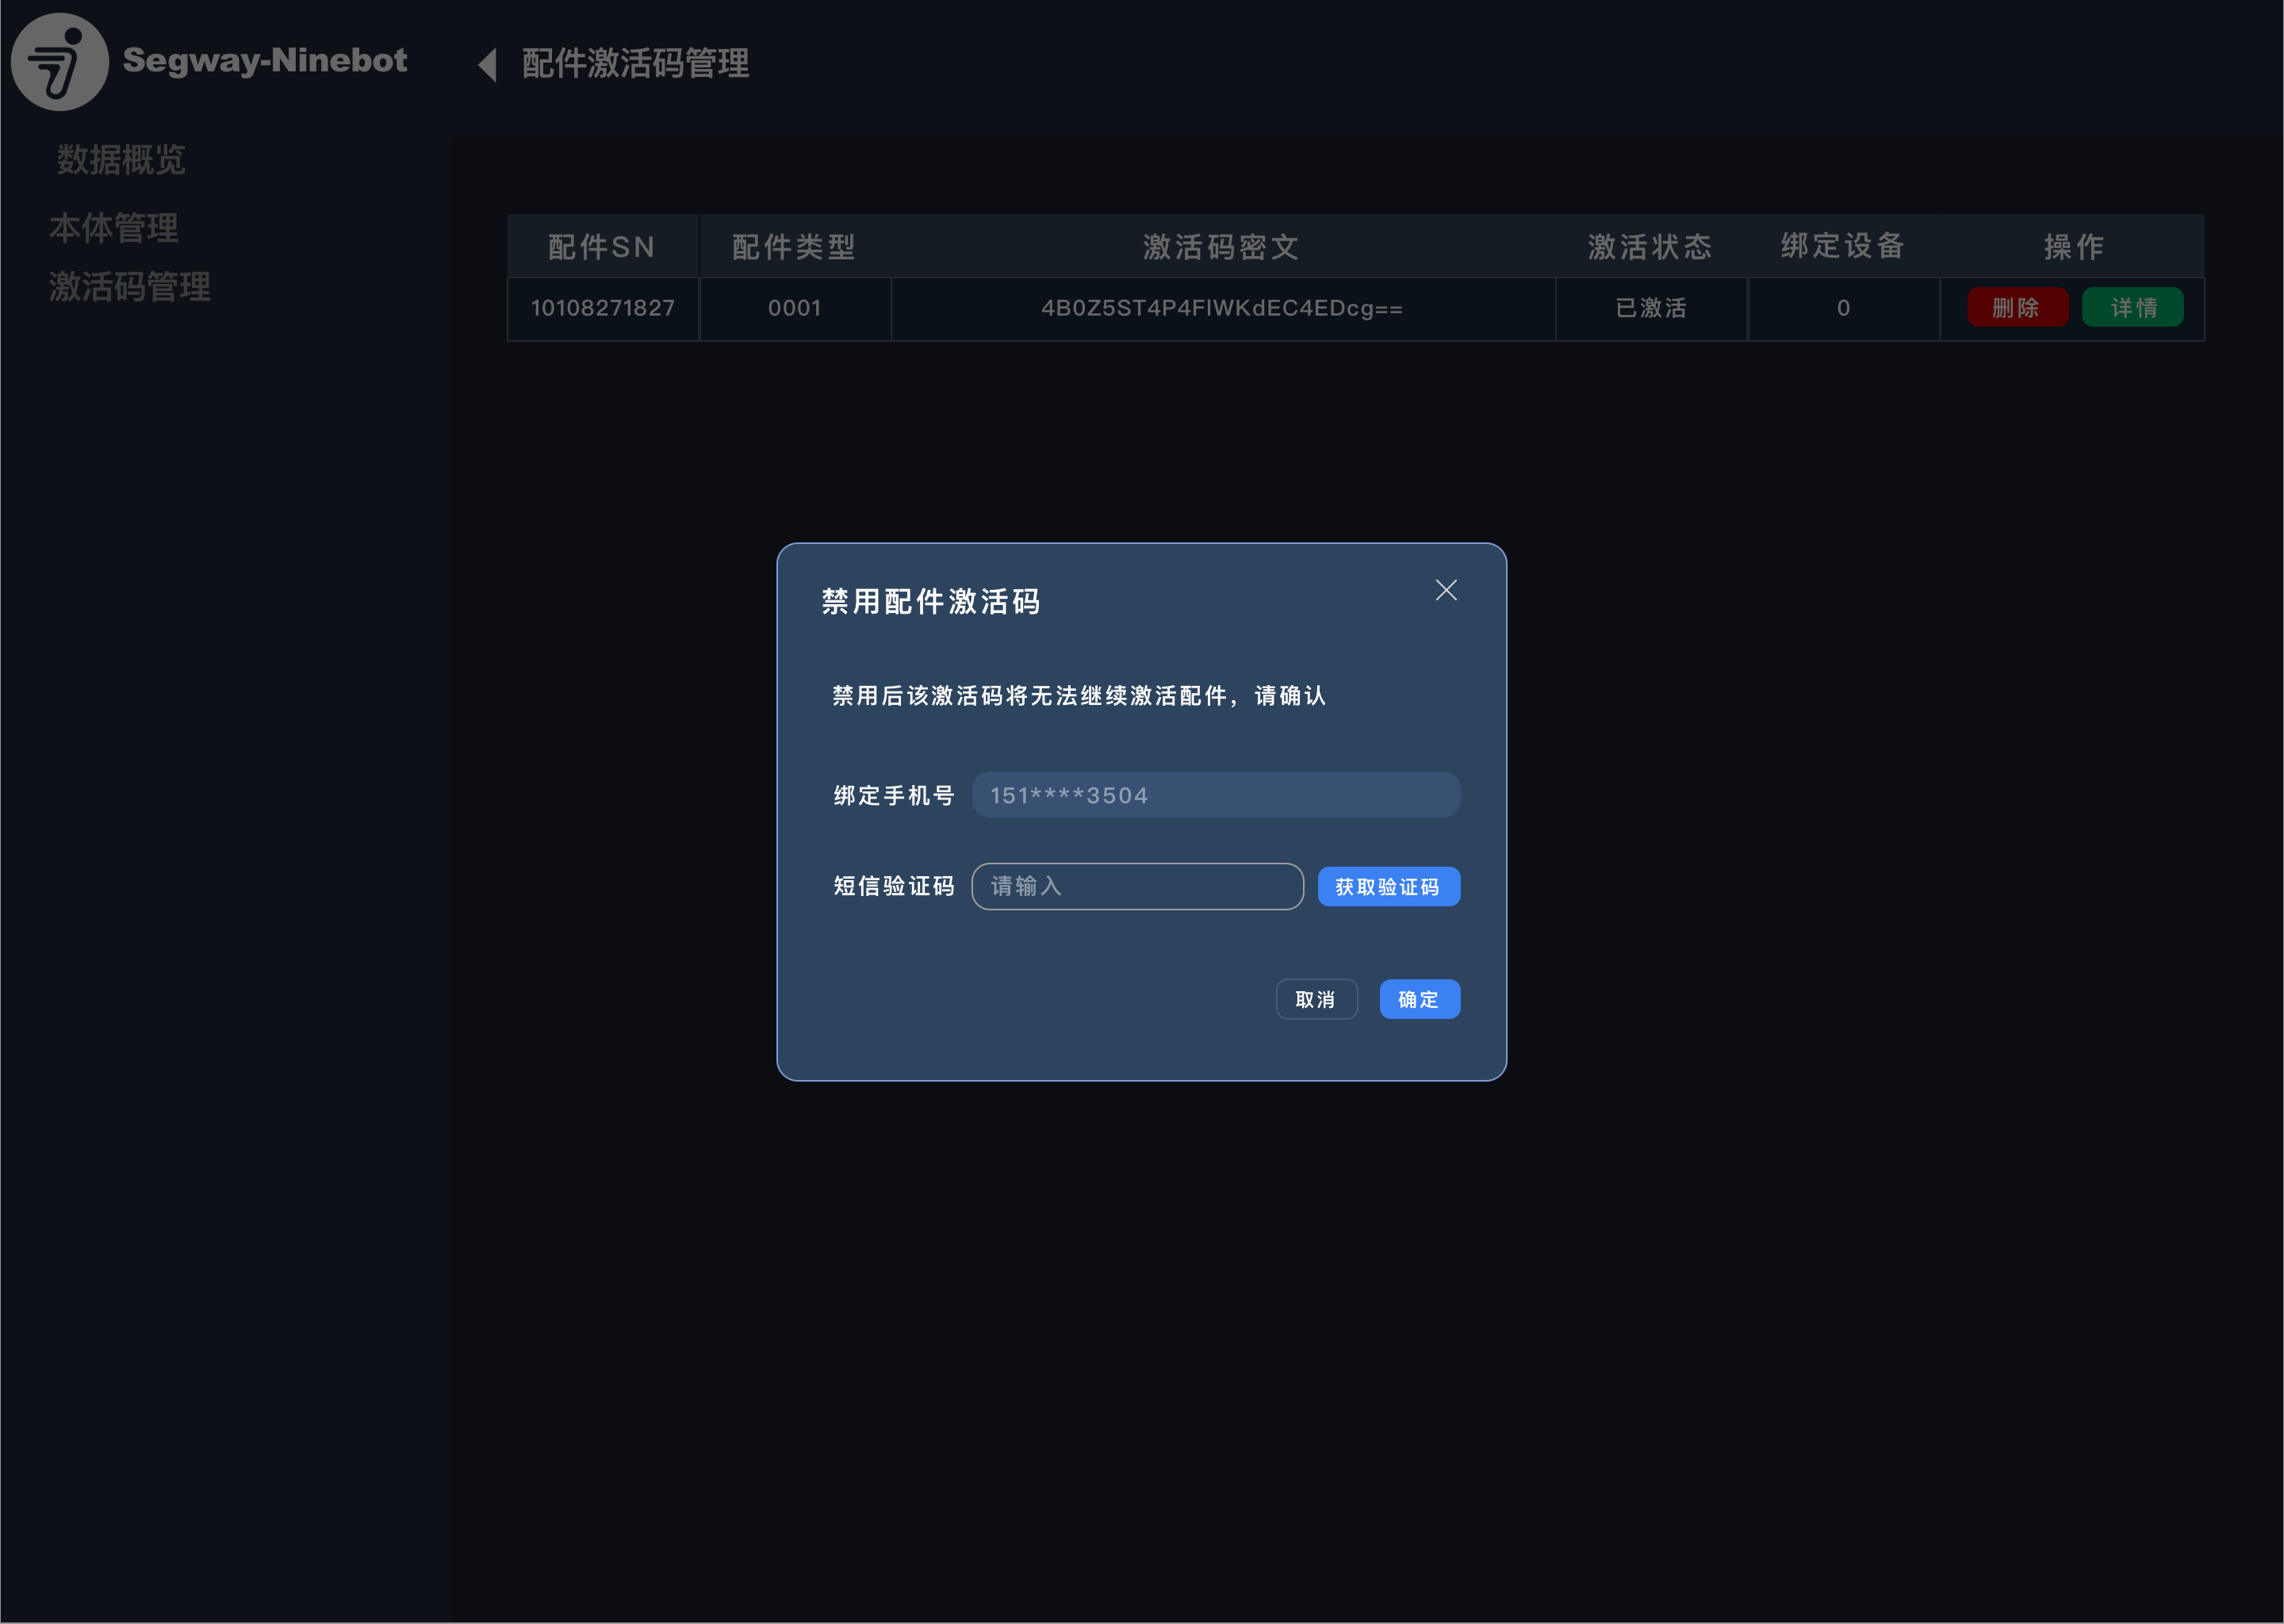 Segway-Ninebot
配件激活码管理
数据概览
本体管理
激活码管理
配件SN 配件类型 激活码密文 激活状态 绑定设备 操作
10108271827 0001 4B0Z5ST4P4FIWKdEC4EDcg== 已激活 0 删除 详情
禁用配件激活码
禁用后该激活码将无法继续激活配件，请确认
绑定手机号 151****3504
短信验证码 请输入 获取验证码
取消 确定